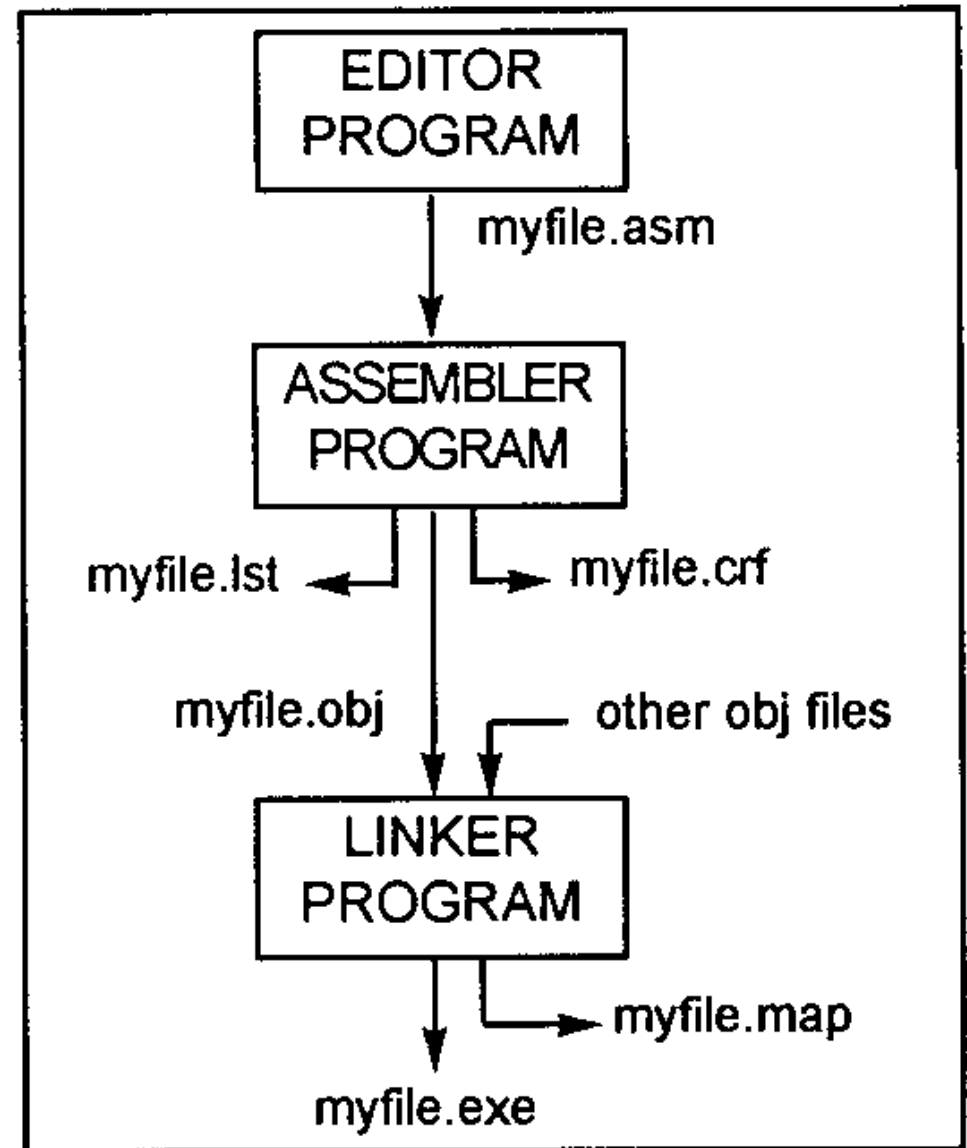 EDITOR
PROGRAM
myfile.asm
ASSEMBLER
PROGRAM
myfile.lst
myfile.crf
myfile.obj
other obj files
LINKER
PROGRAM
myfile.map
myfile.exe